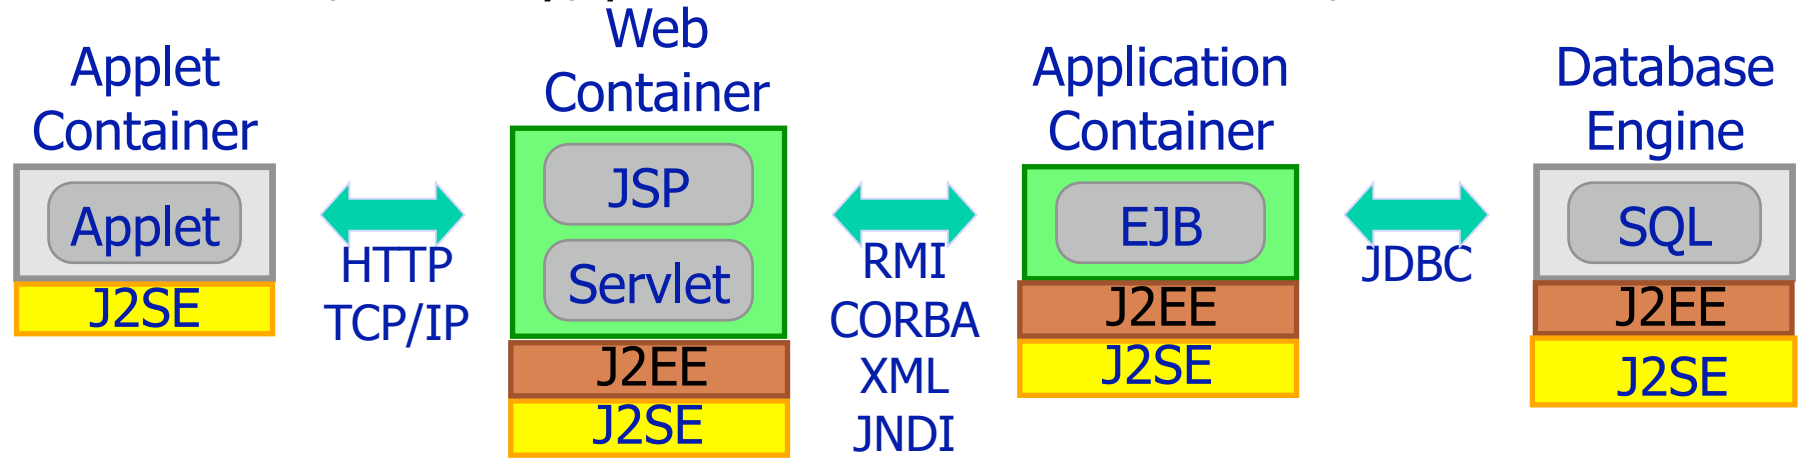 Applet
Container
Applet
J2SE
HTTP
TCP/IP
Web
Container
JSP
Servlet
J2EE
J2SE
RMI
CORBA
XML
JNDI
Application
Container
EJB
J2EE
J2SE
JDBC
Database
Engine
SQL
J2EE
J2SE